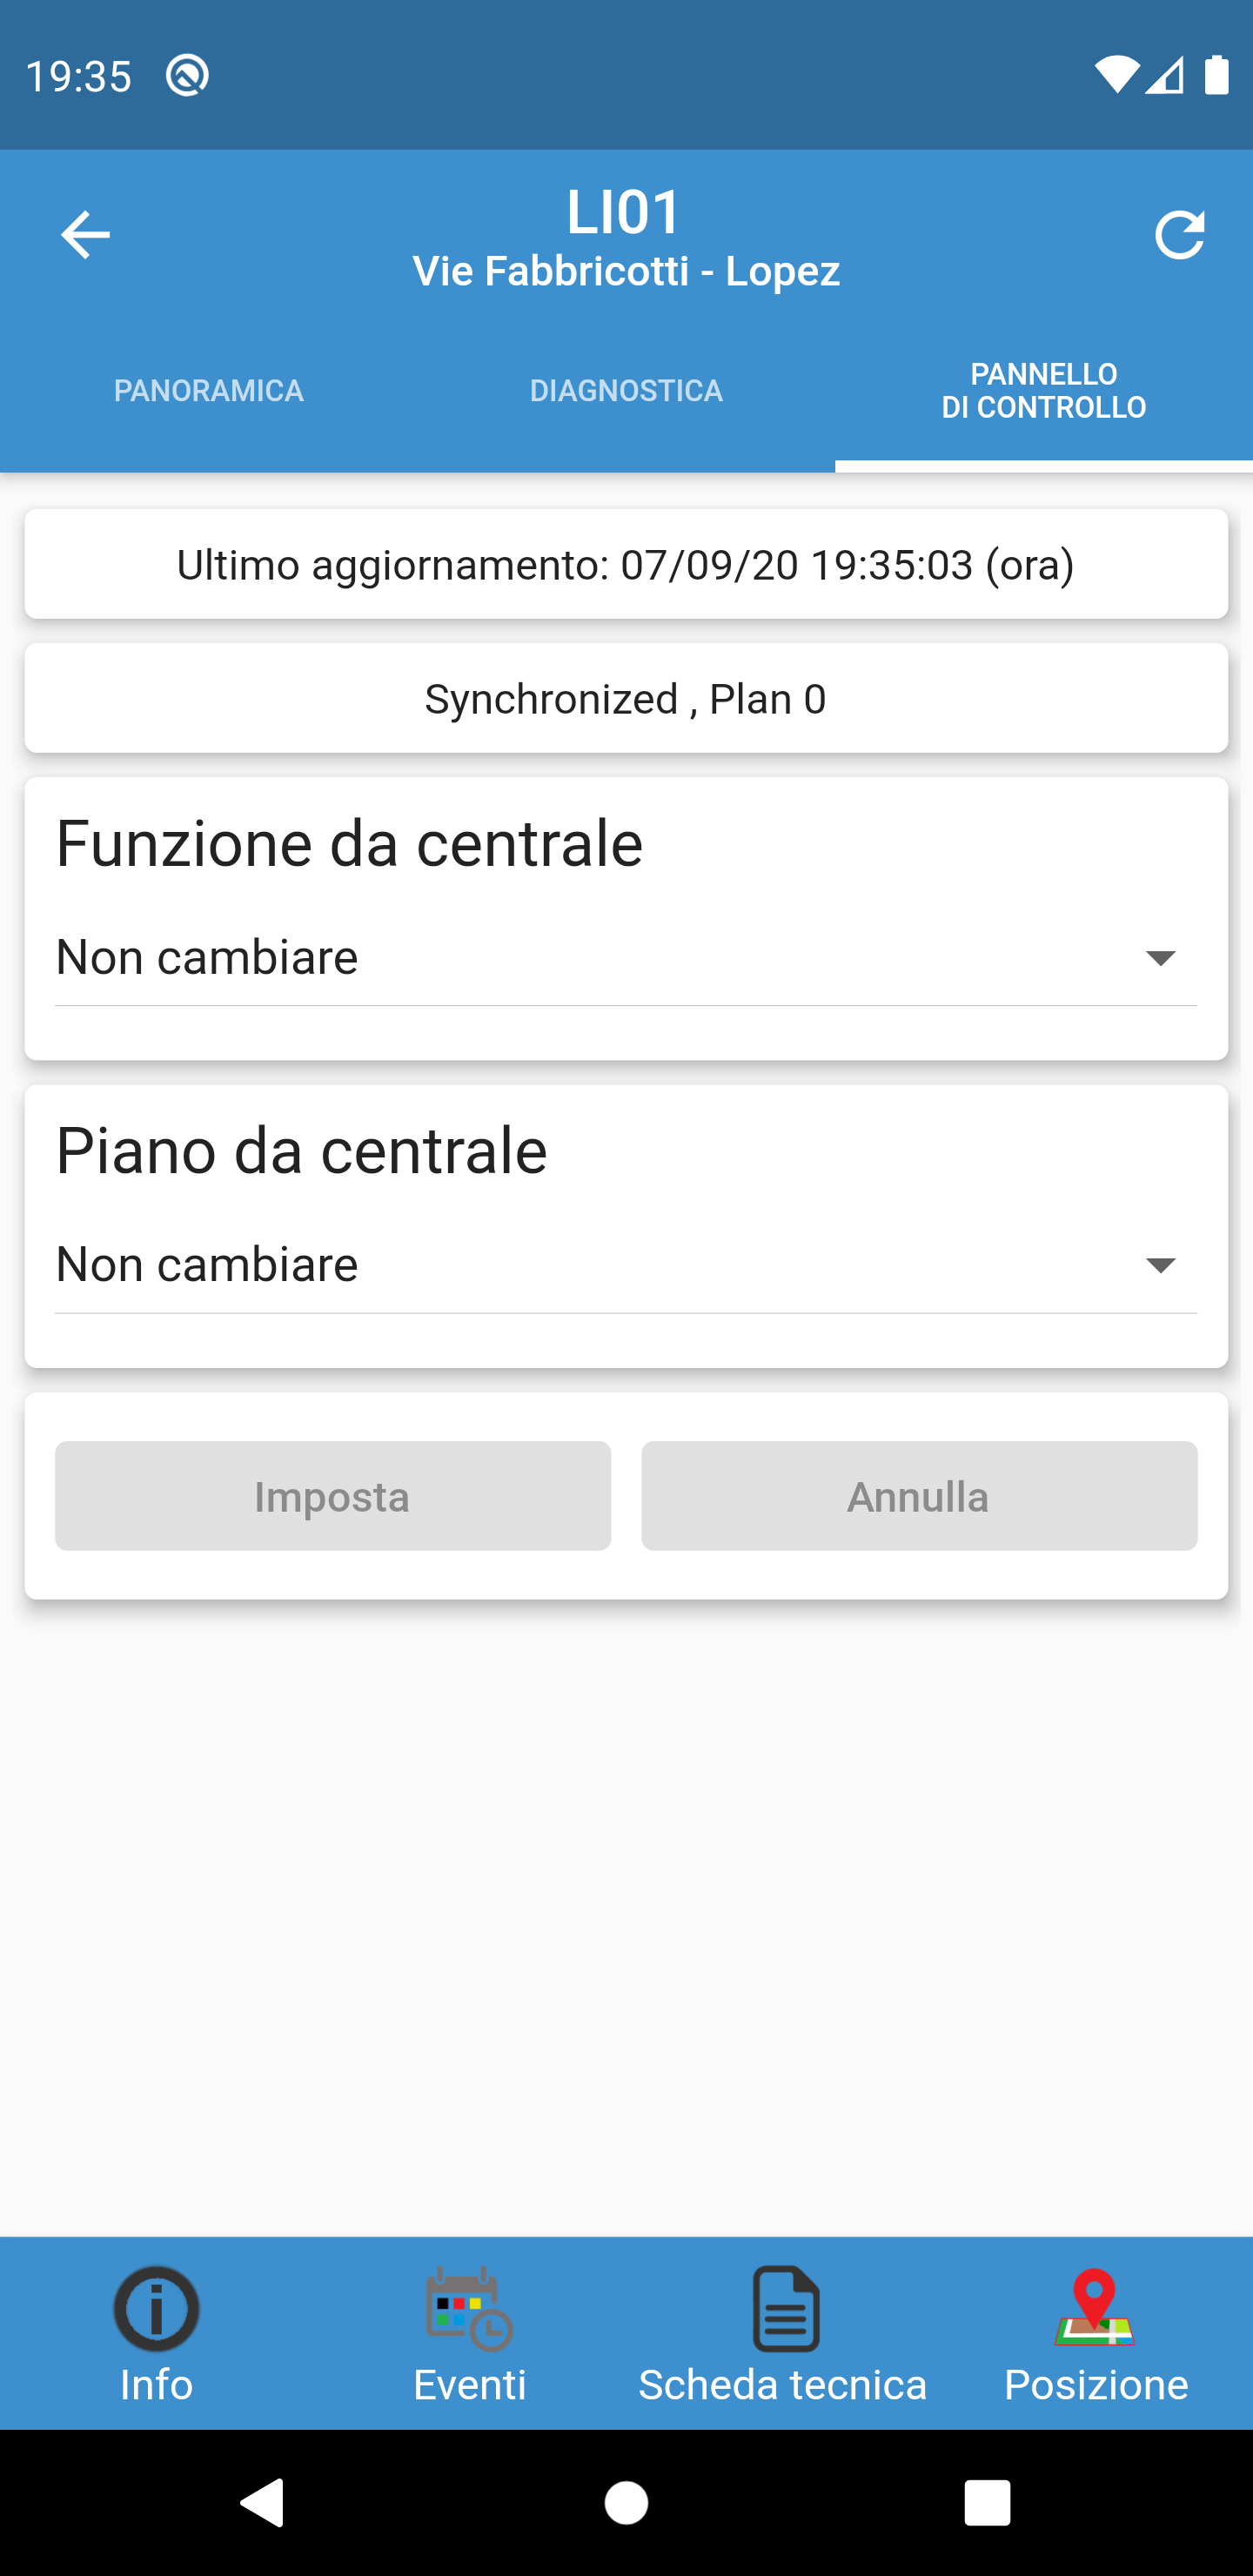 19:35
LI01
Vie Fabbricotti - Lopez
PANORAMICA
DIAGNOSTICA
PANNELLO
DI CONTROLLO
Ultimo aggiornamento: 07/09/20 19:35:03 (ora)
Synchronized , Plan 0
Funzione da centrale
Non cambiare
Piano da centrale
Non cambiare
Imposta
Annulla
Info
Eventi
Scheda tecnica
Posizione